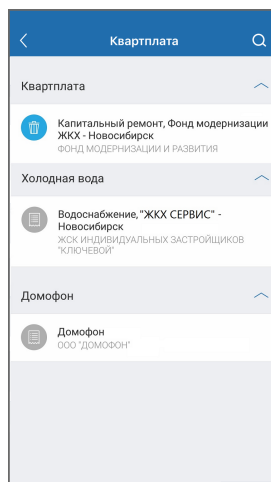 Квартплата
Квартплата
Капитальный ремонт, Фонд модернизации
ЖКХ - Новосибирск
ФОНД МОДЕРНИЗАЦИИ И РАЗВИТИЯ
Холодная вода
Водоснабжение, "ЖКХ СЕРВИС" -
Новосибирск
ЖСК ИНДИВИДУАЛЬНЫХ ЗАСТРОЙЩИКОВ
"КЛЮЧЕВОЙ"
Домофон
Домофон
ООО "ДОМОФОН"